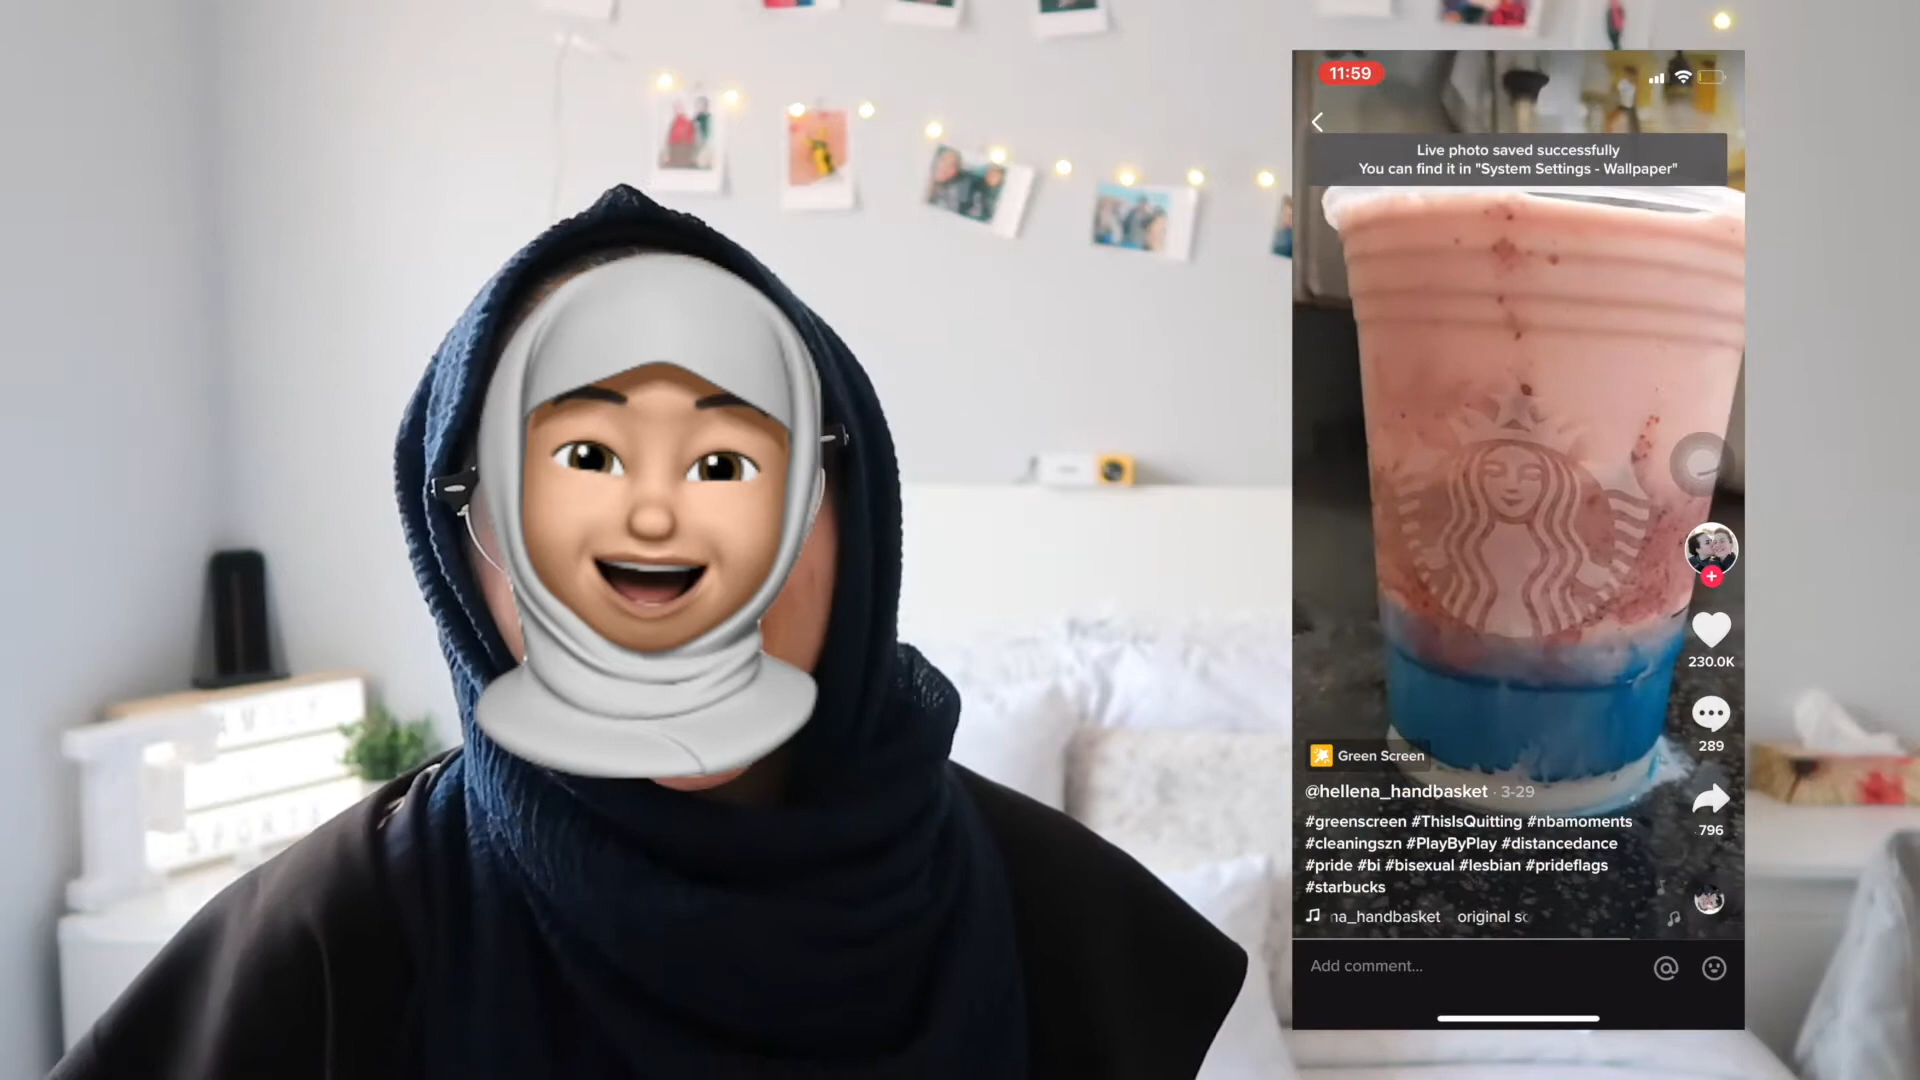 11:59
Live photo saved successfully
You can find it in "System Settings - Wallpaper"
230.0K
289
Green Screen
@hellena_handbasket · 3-29
796
#greenscreen #ThisIsQuitting #nbamoments
#cleaningszn #PlayByPlay #distancedance
#pride #bi #bisexual #lesbian #prideflags
#starbucks
na_handbasket original
Add comment...